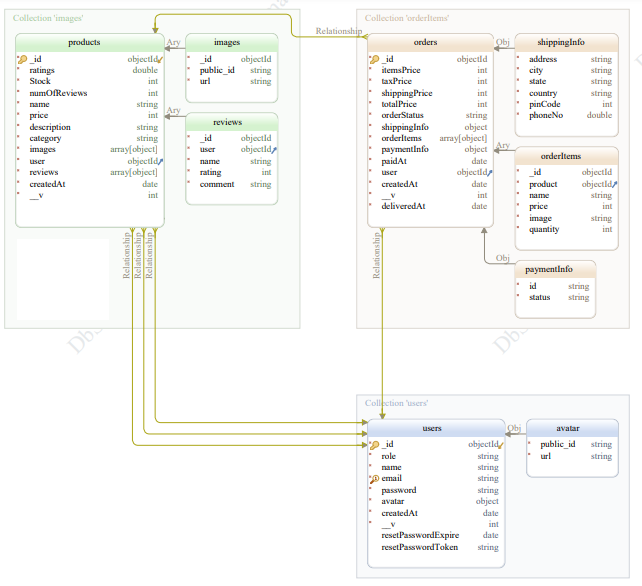 Collection 'images'
products
_id objectId
ratings double
Stock int
numOfReviews int
name string
price int
description string
category string
images array[object]
user objectId
reviews array[object]
createdAt date
__v int
Ary
images
_id objectId
public_id string
url string
Ary
reviews
_id objectId
user objectId
name string
rating int
comment string
Relationship
Relationship
Relationship
Relationship
Collection 'orderItems'
orders
_id objectId
itemsPrice int
taxPrice int
shippingPrice int
totalPrice int
orderStatus string
shippingInfo object
orderItems array[object]
paymentInfo object
paidAt date
user objectId
createdAt date
__v int
deliveredAt date
Obj
shippingInfo
address string
city string
state string
country string
pinCode int
phoneNo double
Ary
orderItems
_id objectId
product objectId
name string
price int
image string
quantity int
Obj
paymentInfo
id string
status string
Relationship
Collection 'users'
users
_id objectId
role string
name string
email string
password string
avatar object
createdAt date
__v int
resetPasswordExpire date
resetPasswordToken string
Obj
avatar
public_id string
url string